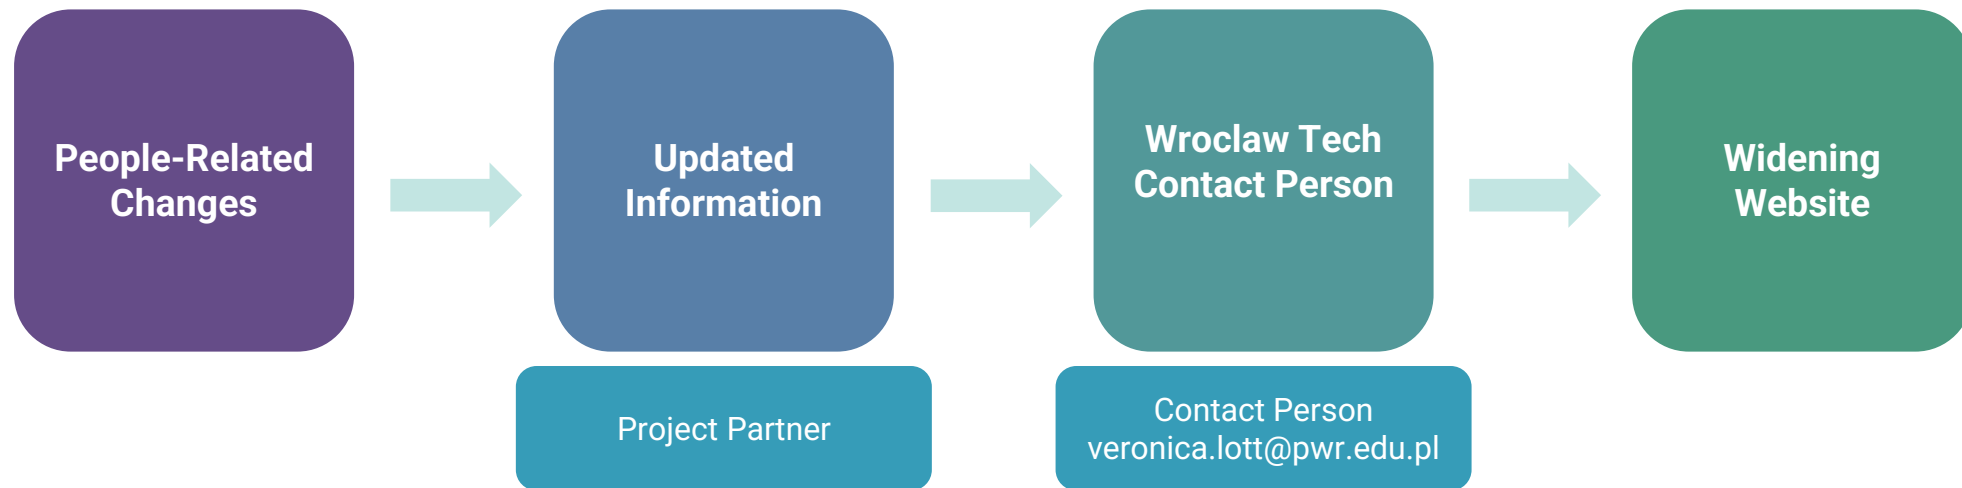 People-Related
Changes
Updated
Information
Wroclaw Tech
Contact Person
Widening
Website
Project Partner
Contact Person
veronica.lott@pwr.edu.pl